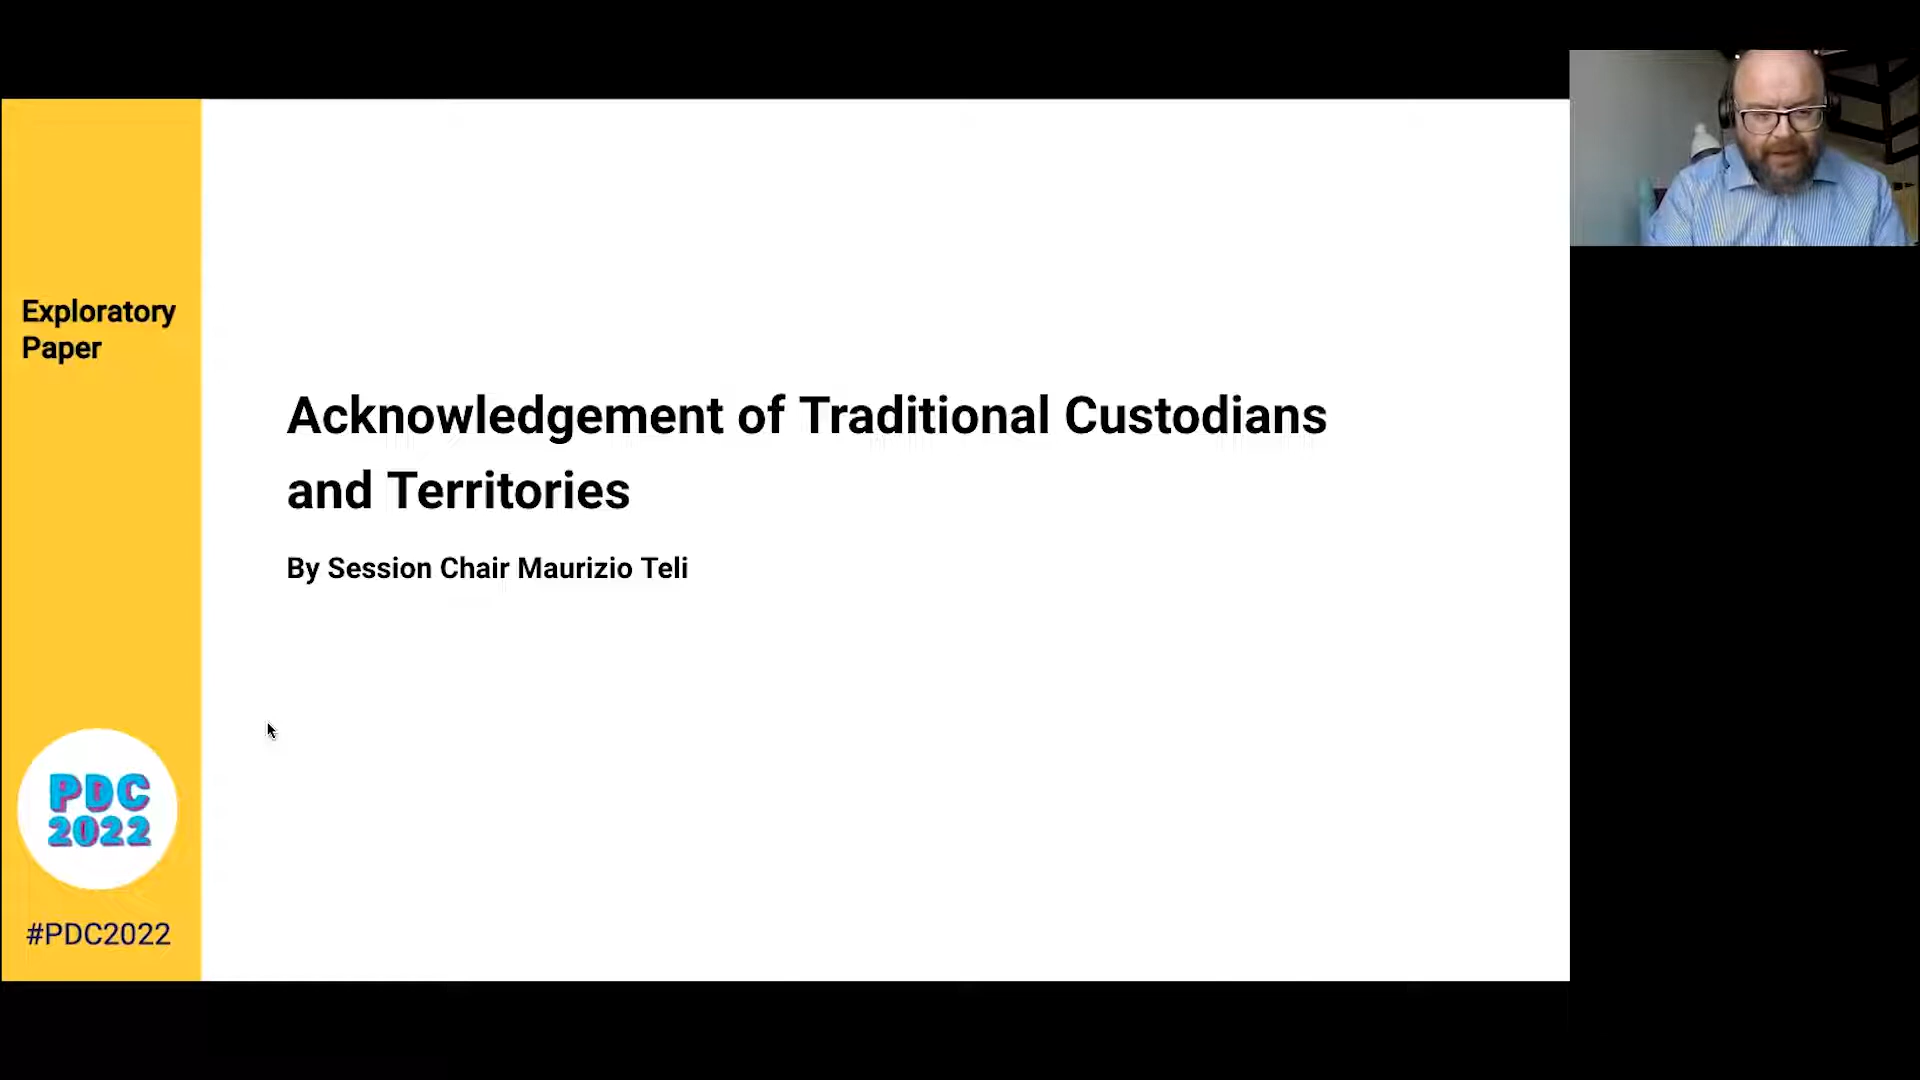 Exploratory
Paper
Acknowledgement of Traditional Custodians
and Territories
By Session Chair Maurizio Teli
PDC
2022
#PDC2022